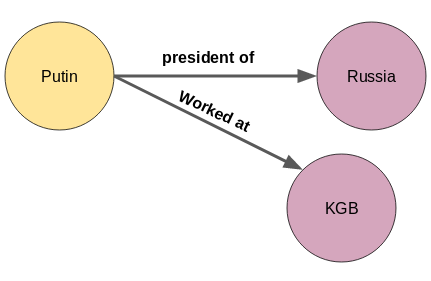 president of
Putin
Russia
Worked at
KGB